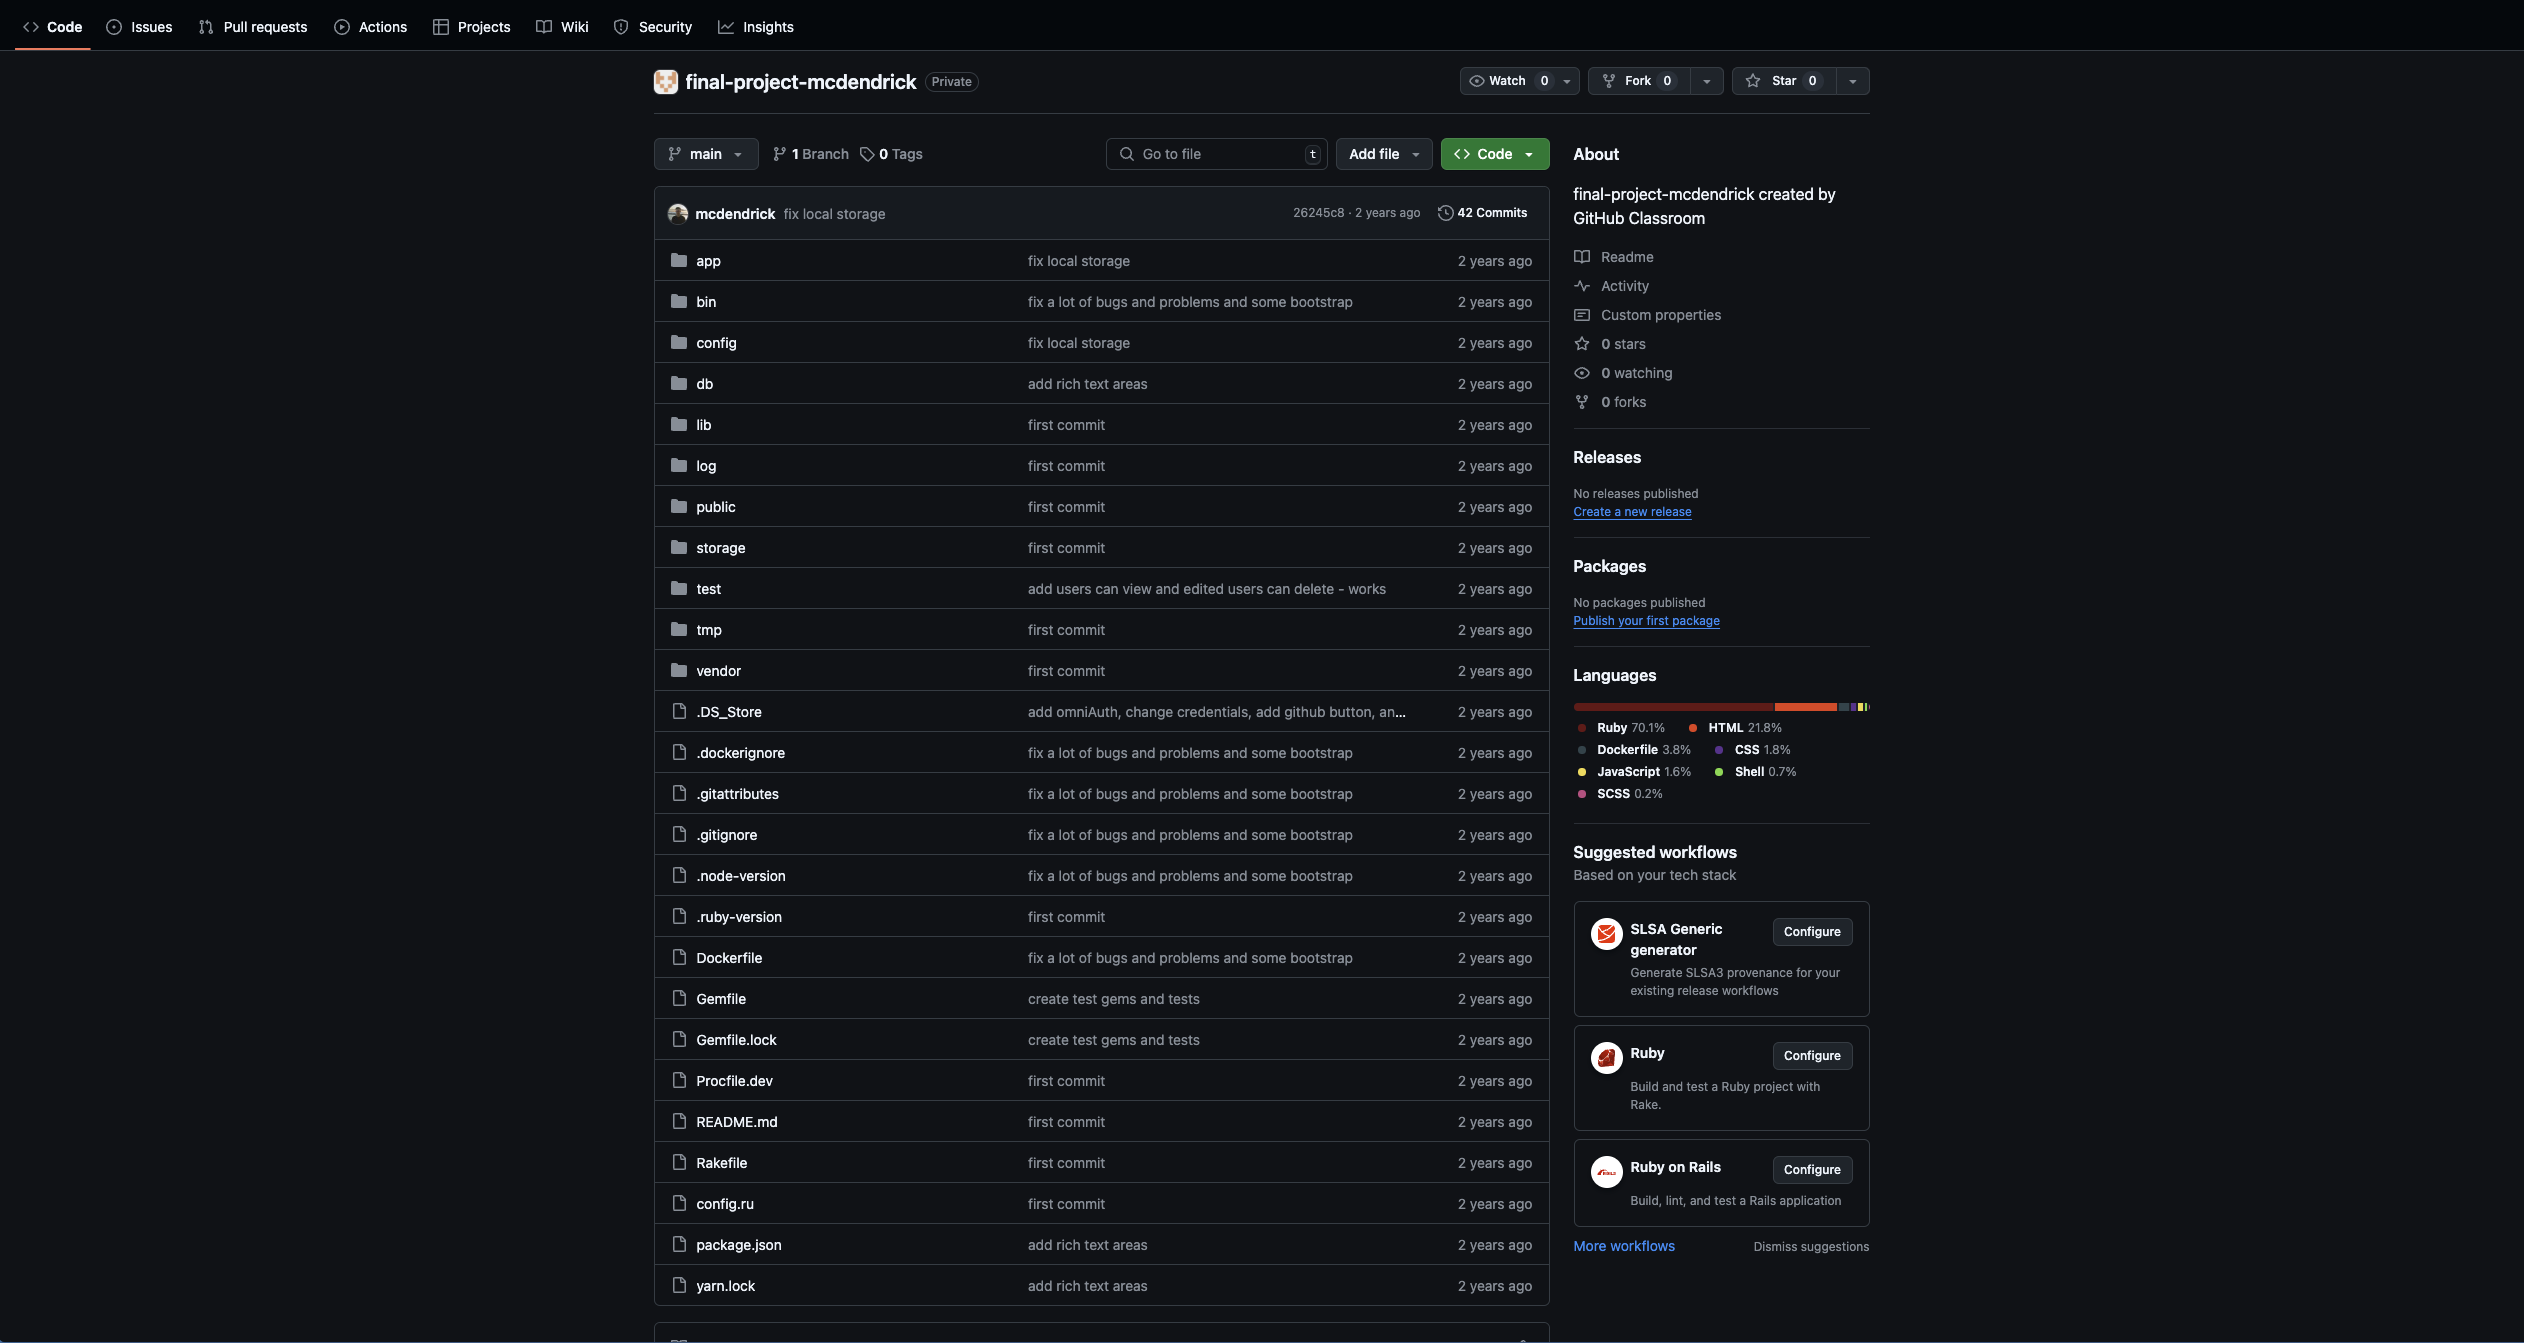 Code Issues Pull requests Actions Projects Wiki Security Insights
final-project-mcdendrick Private
Watch 0 Fork 0 Star 0
main 1 Branch 0 Tags Go to file t Add file Code
mcdendrick fix local storage 26245c8 · 2 years ago 42 Commits
app fix local storage 2 years ago
bin fix a lot of bugs and problems and some bootstrap 2 years ago
config fix local storage 2 years ago
db add rich text areas 2 years ago
lib first commit 2 years ago
log first commit 2 years ago
public first commit 2 years ago
storage first commit 2 years ago
test add users can view and edited users can delete - works 2 years ago
tmp first commit 2 years ago
vendor first commit 2 years ago
.DS_Store add omniAuth, change credentials, add github button, an... 2 years ago
.dockerignore fix a lot of bugs and problems and some bootstrap 2 years ago
.gitattributes fix a lot of bugs and problems and some bootstrap 2 years ago
.gitignore fix a lot of bugs and problems and some bootstrap 2 years ago
.node-version fix a lot of bugs and problems and some bootstrap 2 years ago
.ruby-version first commit 2 years ago
Dockerfile fix a lot of bugs and problems and some bootstrap 2 years ago
Gemfile create test gems and tests 2 years ago
Gemfile.lock create test gems and tests 2 years ago
Procfile.dev first commit 2 years ago
README.md first commit 2 years ago
Rakefile first commit 2 years ago
config.ru first commit 2 years ago
package.json add rich text areas 2 years ago
yarn.lock add rich text areas 2 years ago
About
final-project-mcdendrick created by
GitHub Classroom
Readme
Activity
Custom properties
0 stars
0 watching
0 forks
Releases
No releases published
Create a new release
Packages
No packages published
Publish your first package
Languages
Ruby 70.1% HTML 21.8%
Dockerfile 3.8% CSS 1.8%
JavaScript 1.6% Shell 0.7%
SCSS 0.2%
Suggested workflows
Based on your tech stack
SLSA Generic
generator
Configure
Generate SLSA3 provenance for your
existing release workflows
Ruby Configure
Build and test a Ruby project with
Rake.
Ruby on Rails Configure
Build, lint, and test a Rails application
More workflows Dismiss suggestions